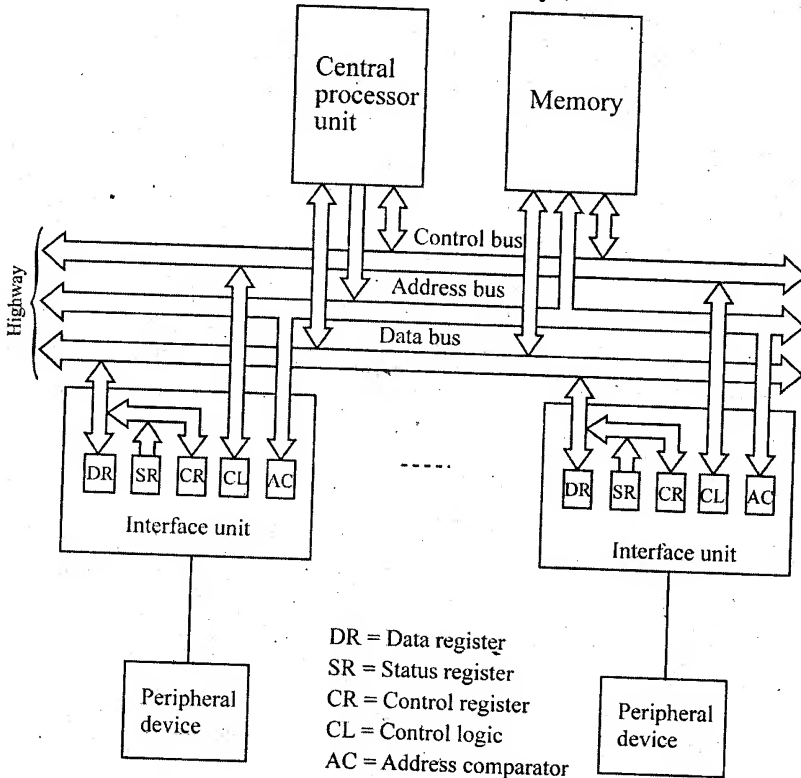 Central
processor
unit
Memory
Control bus
Address bus
Data bus
Highway
DR
SR
CR
CL
AC
Interface unit
DR
SR
CR
CL
AC
Interface unit
Peripheral
device
Peripheral
device
DR = Data register
SR = Status register
CR = Control register
CL = Control logic
AC = Address comparator